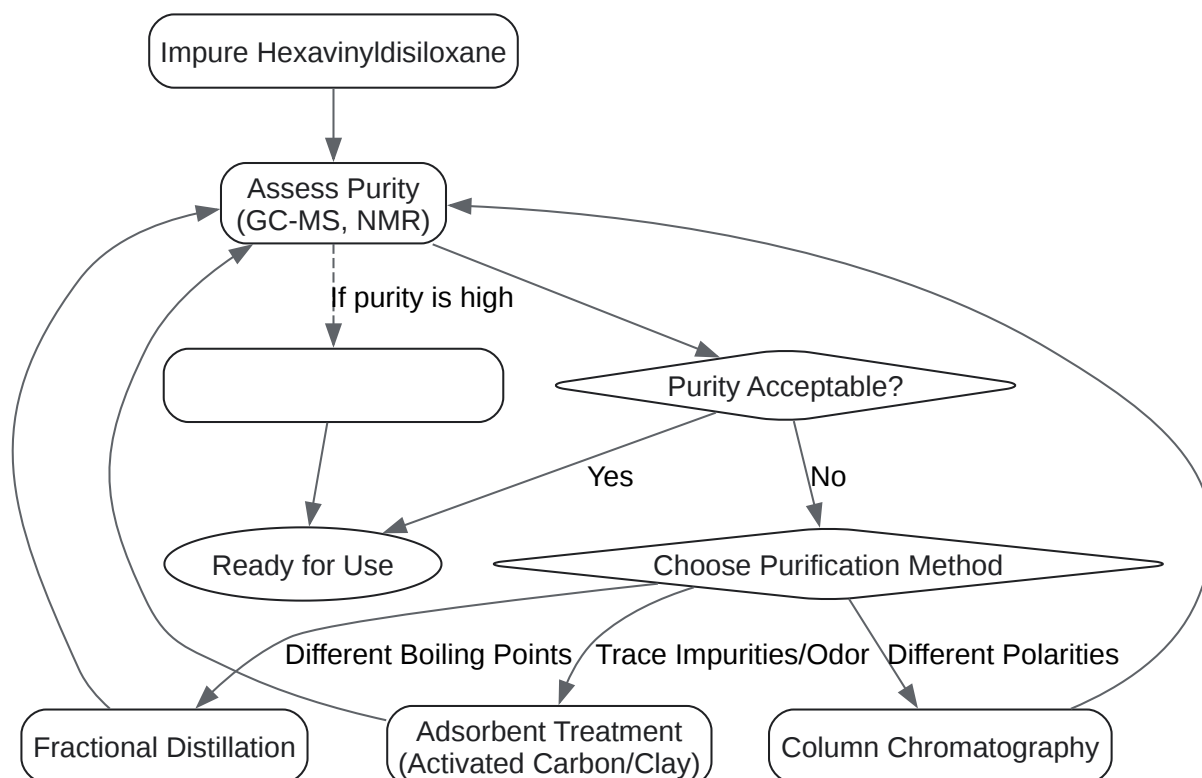 Impure Hexavinyldisiloxane
Assess Purity
(GC-MS, NMR)
If purity is high
Purity Acceptable?
Yes
No
Ready for Use
Choose Purification Method
Different Boiling Points
Trace Impurities/Odor
Different Polarities
Fractional Distillation
Adsorbent Treatment
(Activated Carbon/Clay)
Column Chromatography